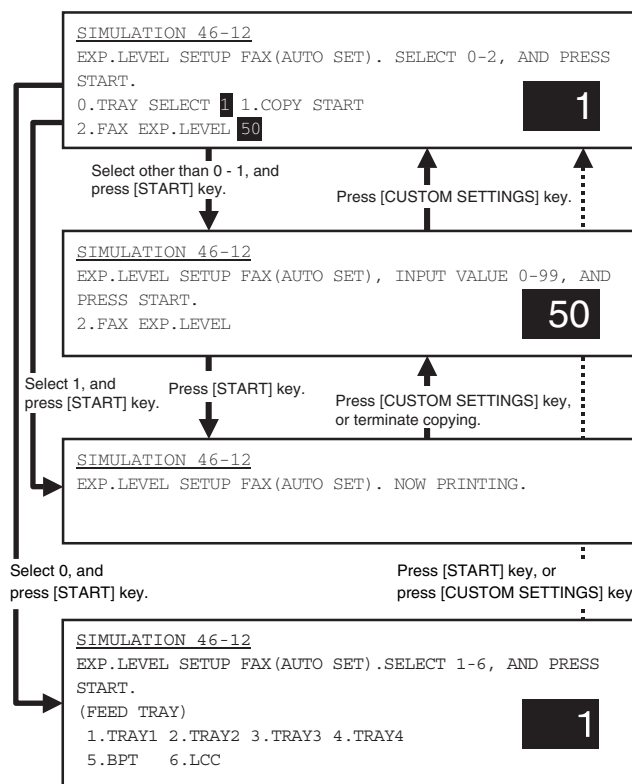 SIMULATION 46-12
EXP.LEVEL SETUP FAX(AUTO SET). SELECT 0-2, AND PRESS
START.
0.TRAY SELECT 1 1.COPY START
2.FAX EXP.LEVEL 50
1
Select other than 0 - 1, and
press [START] key.
Press [CUSTOM SETTINGS] key.
SIMULATION 46-12
EXP.LEVEL SETUP FAX(AUTO SET), INPUT VALUE 0-99, AND
PRESS START.
2.FAX EXP.LEVEL
50
Select 1, and
press [START] key.
Press [START] key.
Press [CUSTOM SETTINGS] key,
or terminate copying.
SIMULATION 46-12
EXP.LEVEL SETUP FAX(AUTO SET). NOW PRINTING.
Select 0, and
press [START] key.
Press [START] key, or
press [CUSTOM SETTINGS] key
SIMULATION 46-12
EXP.LEVEL SETUP FAX(AUTO SET).SELECT 1-6, AND PRESS
START.
(FEED TRAY)
1.TRAY1 2.TRAY2 3.TRAY3 4.TRAY4
5.BPT 6.LCC
1